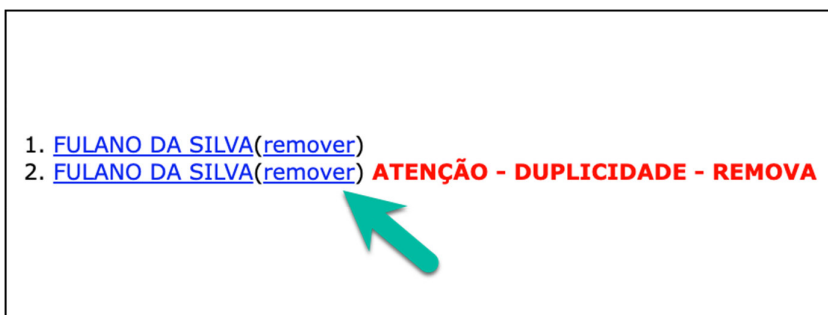 1. FULANO DA SILVA(remover)
2. FULANO DA SILVA(remover) ATENÇÃO - DUPLICIDADE - REMOVA